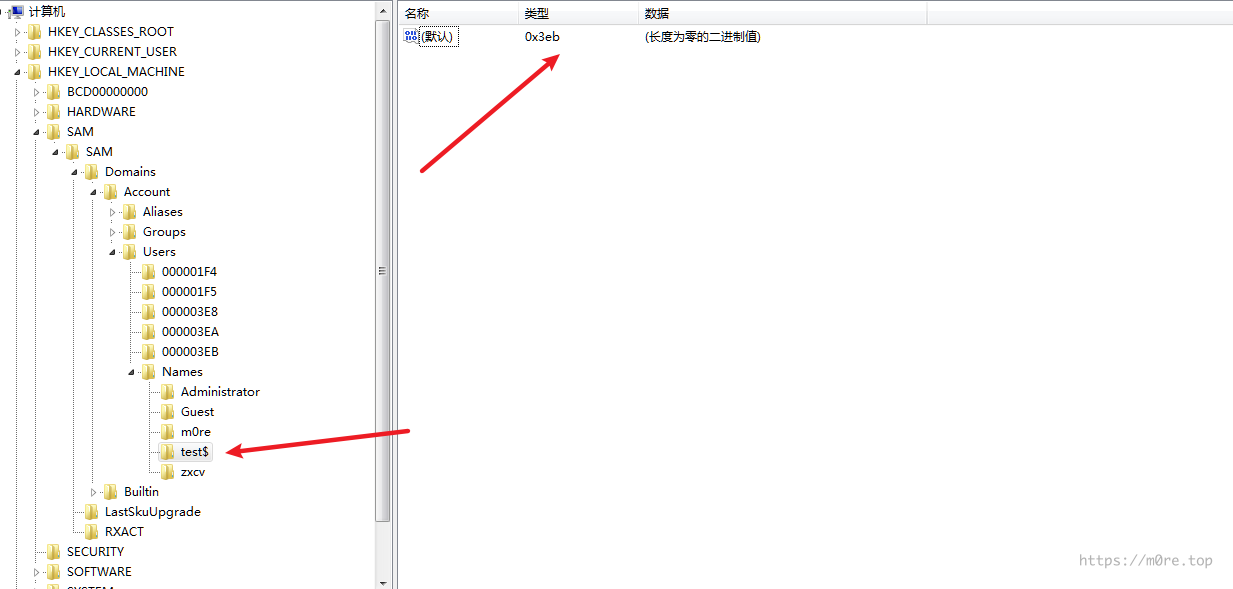 计算机
HKEY_CLASSES_ROOT
HKEY_CURRENT_USER
HKEY_LOCAL_MACHINE
BCD00000000
HARDWARE
SAM
SAM
Domains
Account
Aliases
Groups
Users
000001F4
000001F5
000003E8
000003EA
000003EB
Names
Administrator
Guest
m0re
test$
zxcv
Builtin
LastSkuUpgrade
RXACT
SECURITY
SOFTWARE
名称 类型 数据
(默认) 0x3eb (长度为零的二进制值)
https://m0re.top